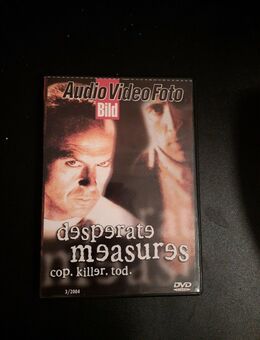 Audio Video Foto
Bild
desperate
measures
cop. killer. tod.
3/2004
DVD